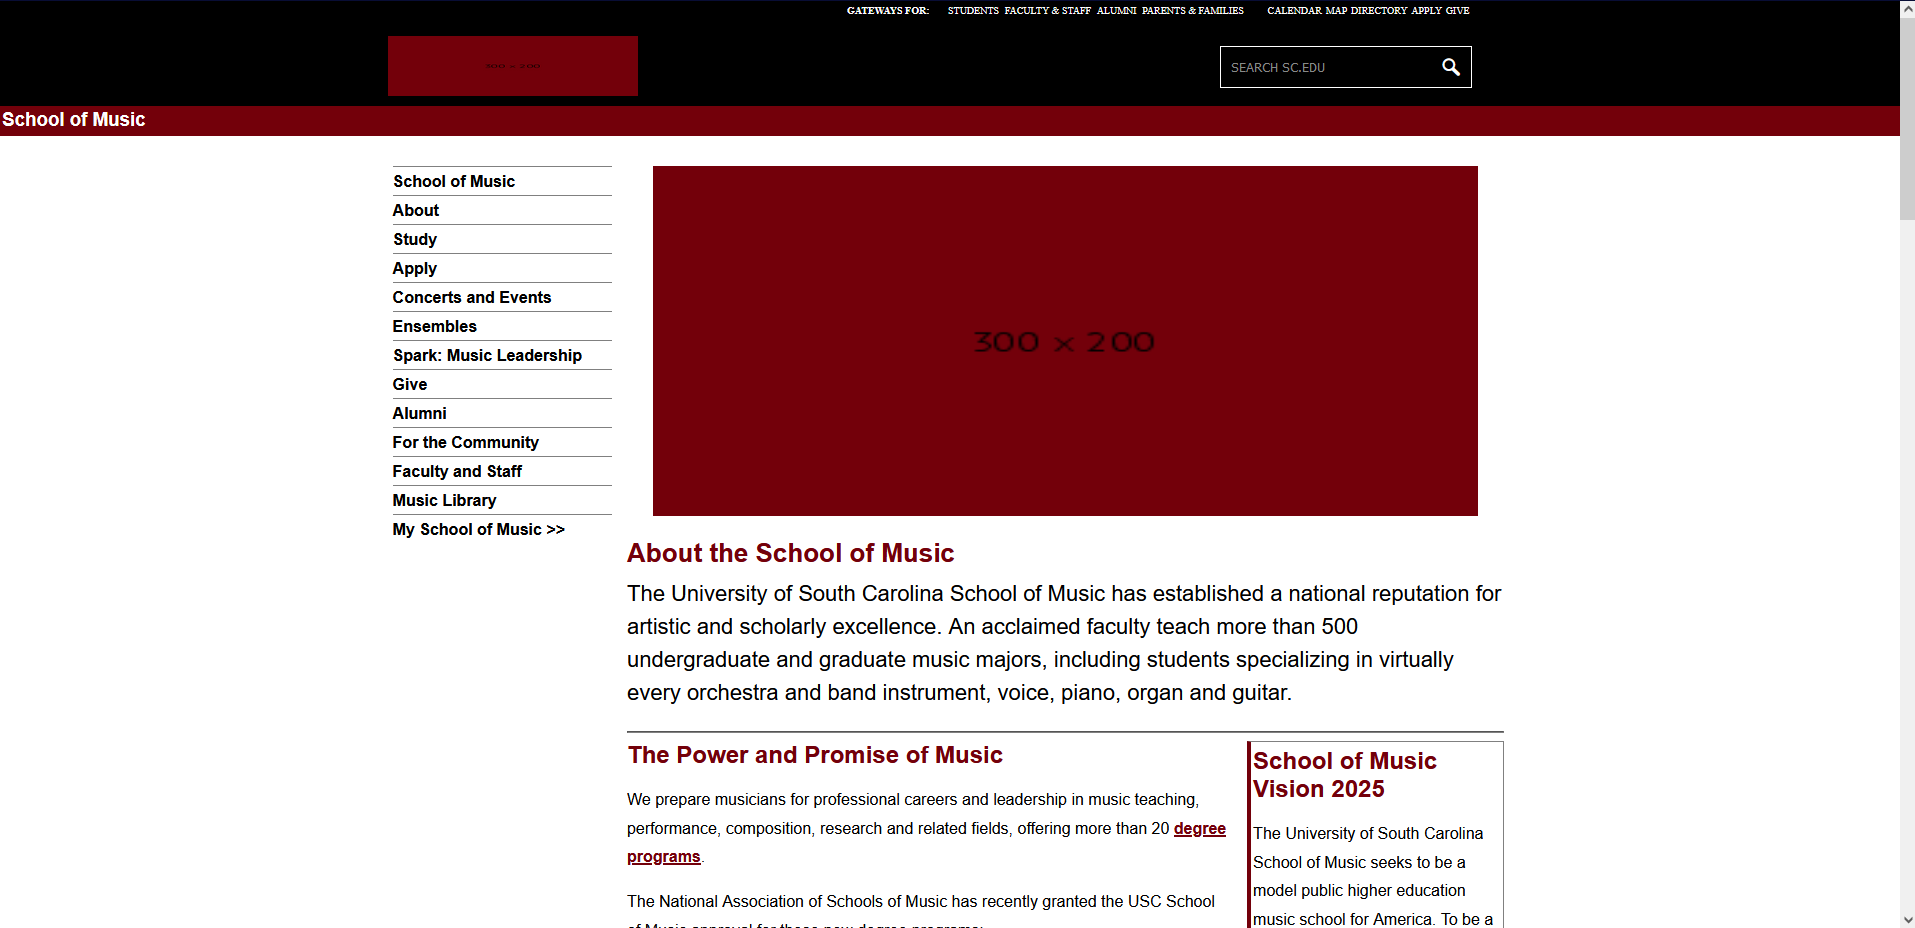 GATEWAYS FOR: STUDENTS FACULTY & STAFF ALUMNI PARENTS & FAMILIES CALENDAR MAP DIRECTORY APPLY GIVE
300 x 200
SEARCH SC.EDU
School of Music
School of Music
About
Study
Apply
Concerts and Events
Ensembles
Spark: Music Leadership
Give
Alumni
For the Community
Faculty and Staff
Music Library
My School of Music >>
300 x 200
About the School of Music
The University of South Carolina School of Music has established a national reputation for
artistic and scholarly excellence. An acclaimed faculty teach more than 500
undergraduate and graduate music majors, including students specializing in virtually
every orchestra and band instrument, voice, piano, organ and guitar.
The Power and Promise of Music
We prepare musicians for professional careers and leadership in music teaching,
performance, composition, research and related fields, offering more than 20 degree
programs.
The National Association of Schools of Music has recently granted the USC School
of Music approval for these new degree programs:
School of Music
Vision 2025
The University of South Carolina
School of Music seeks to be a
model public higher education
music school for America. To be a